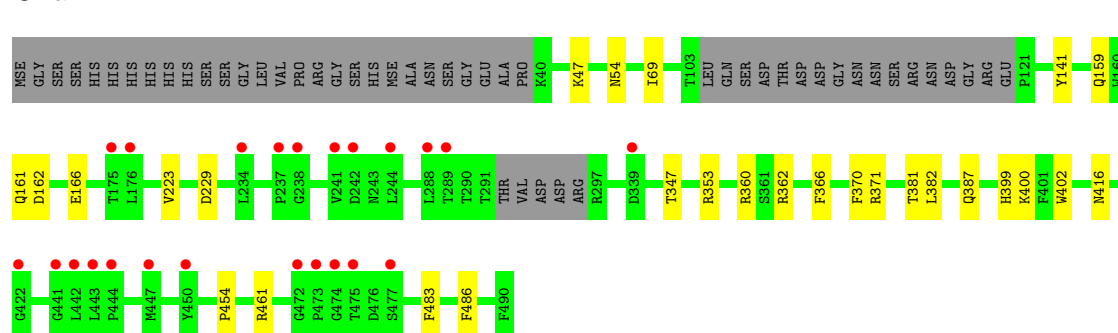 MSE GLY SER SER HIS HIS HIS HIS HIS HIS SER SER GLY LEU VAL PRO ARG GLY SER HIS MSE ALA ASN SER GLY GLU ALA PRO K40 K47 N54 I69 T103 LEU GLN SER ASP THR ASP ASP GLY ASN ASN SER ARG ASN ASP GLY ARG GLU P121 Y141 Q159 W160
Q161 D162 E166 T175 L176 V223 D229 L234 P237 G238 V241 D242 N243 L244 L288 T289 T290 T291 THR VAL ASP ASP ARG R297 D339 T347 R353 R360 S361 R362 F366 F370 R371 T381 L382 Q387 H399 K400 F401 W402 N416
G422 G441 L442 L443 P444 M447 Y450 P454 R461 G472 P473 G474 T475 D476 S477 F483 F486 F490